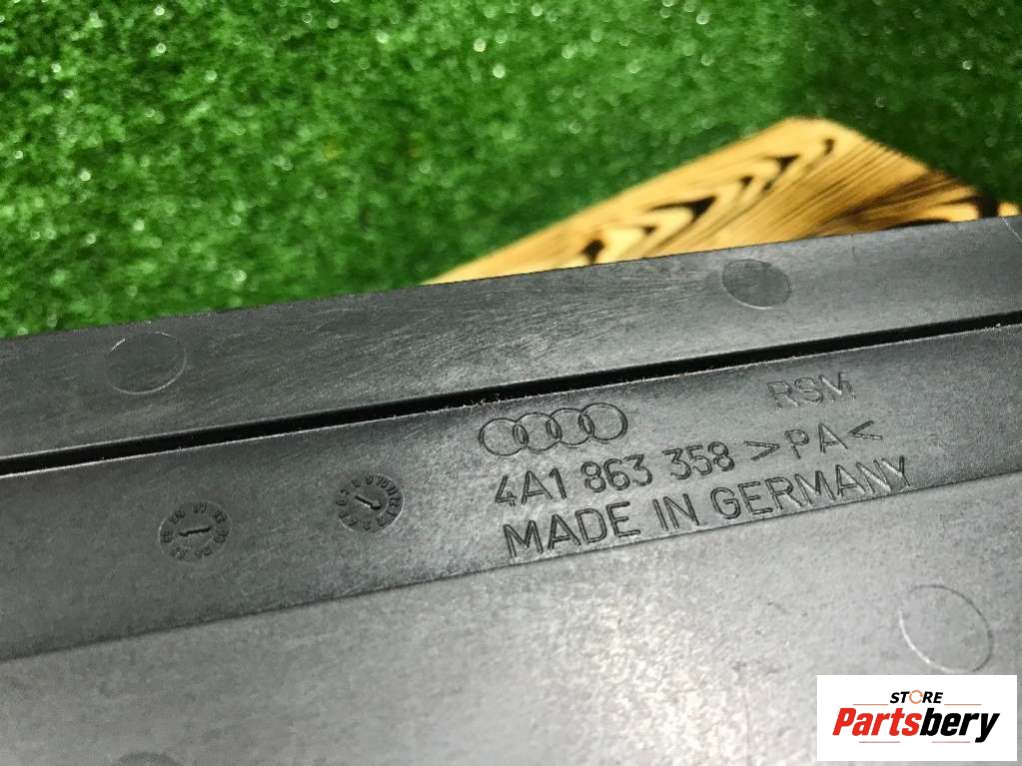 RSM
4A1 863 358 >PA<
MADE IN GERMANY
STORE
Partsbery